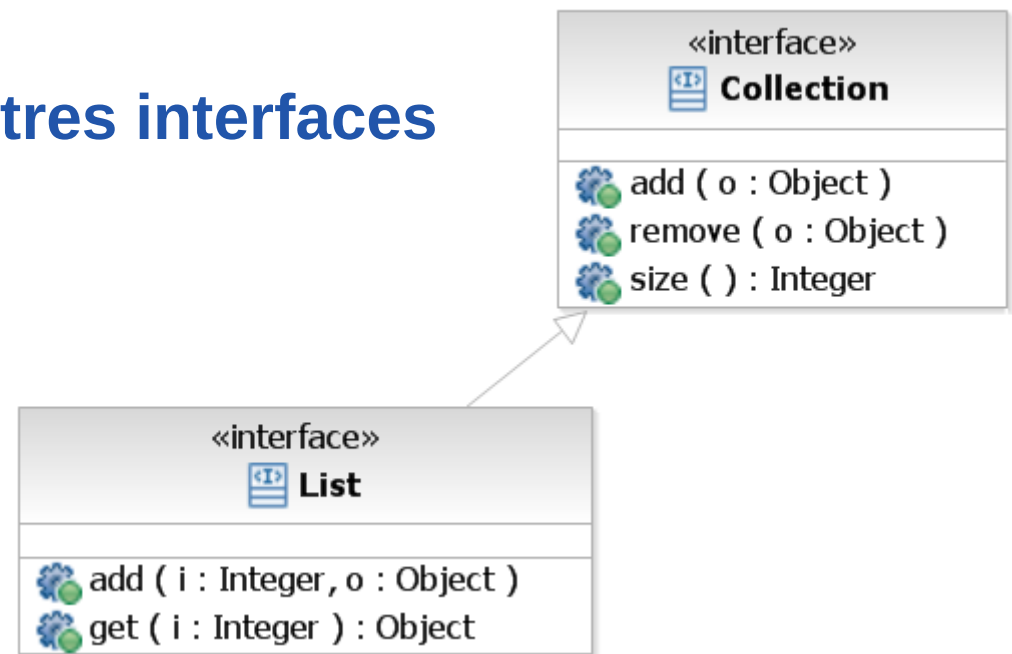 tres interfaces
«interface»
<I> Collection
add ( o : Object )
remove ( o : Object )
size ( ) : Integer
«interface»
<I> List
add ( i : Integer, o : Object )
get ( i : Integer ) : Object